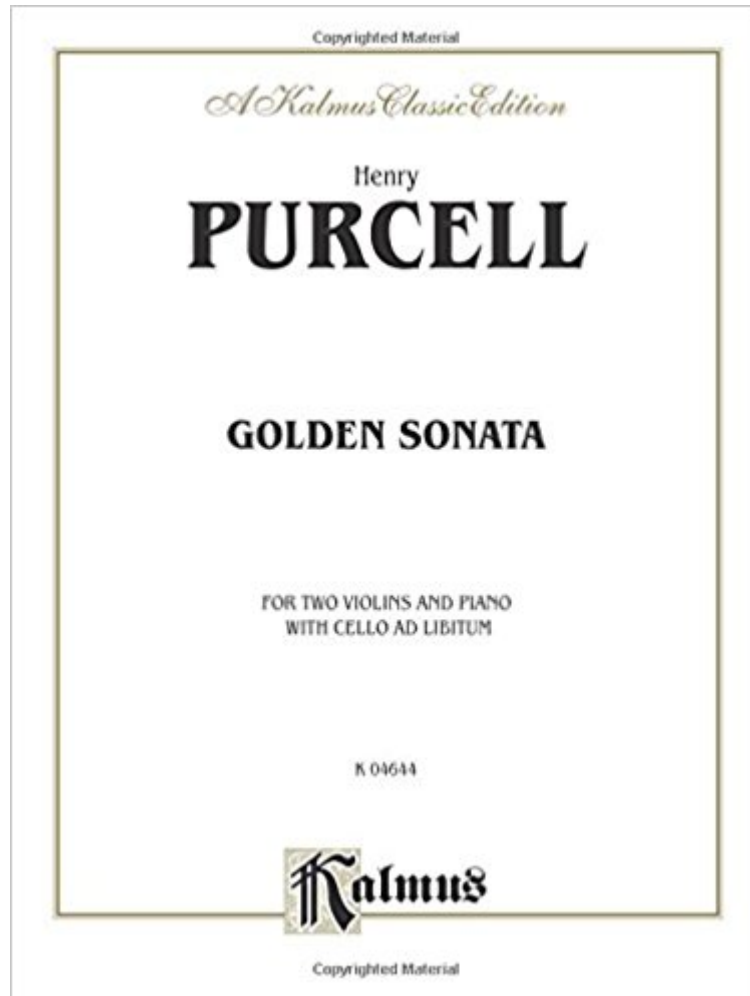 Copyrighted Material
A Kalmus Classic Edition
Henry
PURCELL
GOLDEN SONATA
FOR TWO VIOLINS AND PIANO
WITH CELLO AD LIBITUM
K 04644
Kalmus
Copyrighted Material